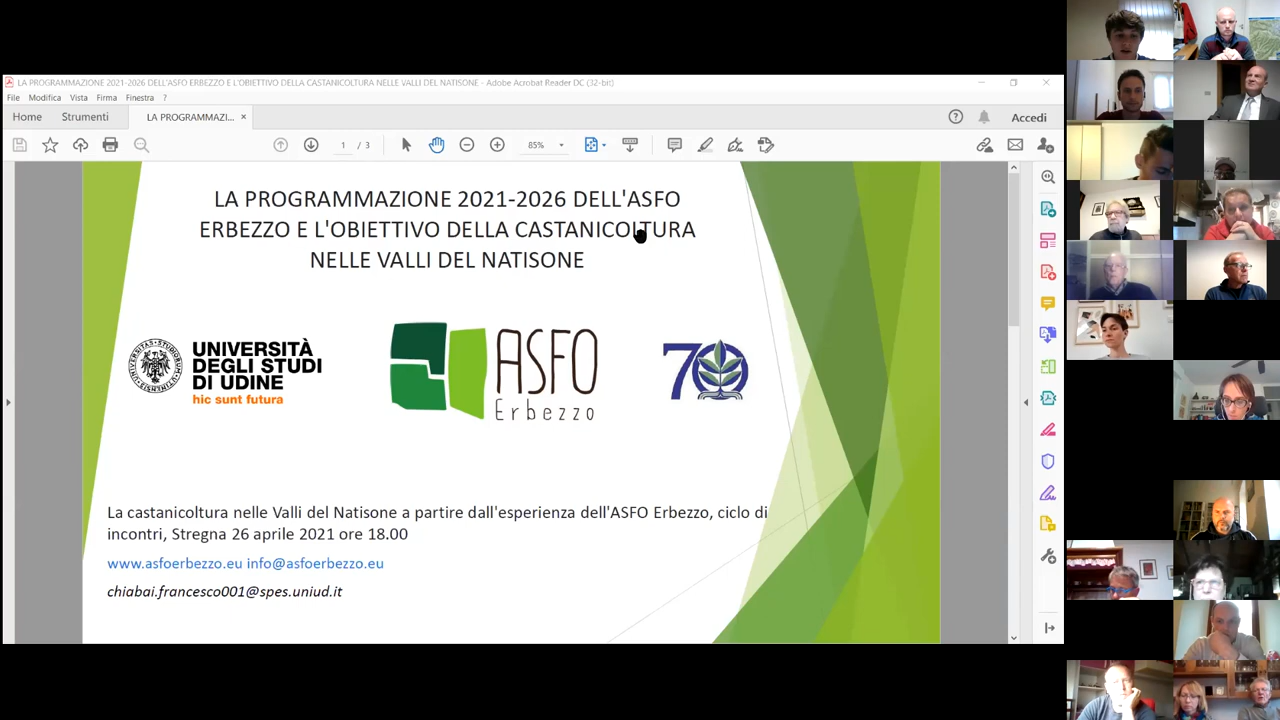 LA PROGRAMMAZIONE 2021-2026 DELL'ASFO ERBEZZO E L'OBIETTIVO DELLA CASTANICOLTURA NELLE VALLI DEL NATISONE - Adobe Acrobat Reader DC (32-bit)
File Modifica Vista Firma Finestra ?
Home Strumenti LA PROGRAMMAZI... × Accedi
1 / 3 85%
LA PROGRAMMAZIONE 2021-2026 DELL'ASFO
ERBEZZO E L'OBIETTIVO DELLA CASTANICOLTURA
NELLE VALLI DEL NATISONE
UNIVERSITÀ
DEGLI STUDI
DI UDINE
hic sunt futura
ASFO
Erbezzo
70
La castanicoltura nelle Valli del Natisone a partire dall'esperienza dell'ASFO Erbezzo, ciclo di
incontri, Stregna 26 aprile 2021 ore 18.00
www.asfoerbezzo.eu info@asfoerbezzo.eu
chiabai.francesco001@spes.uniud.it